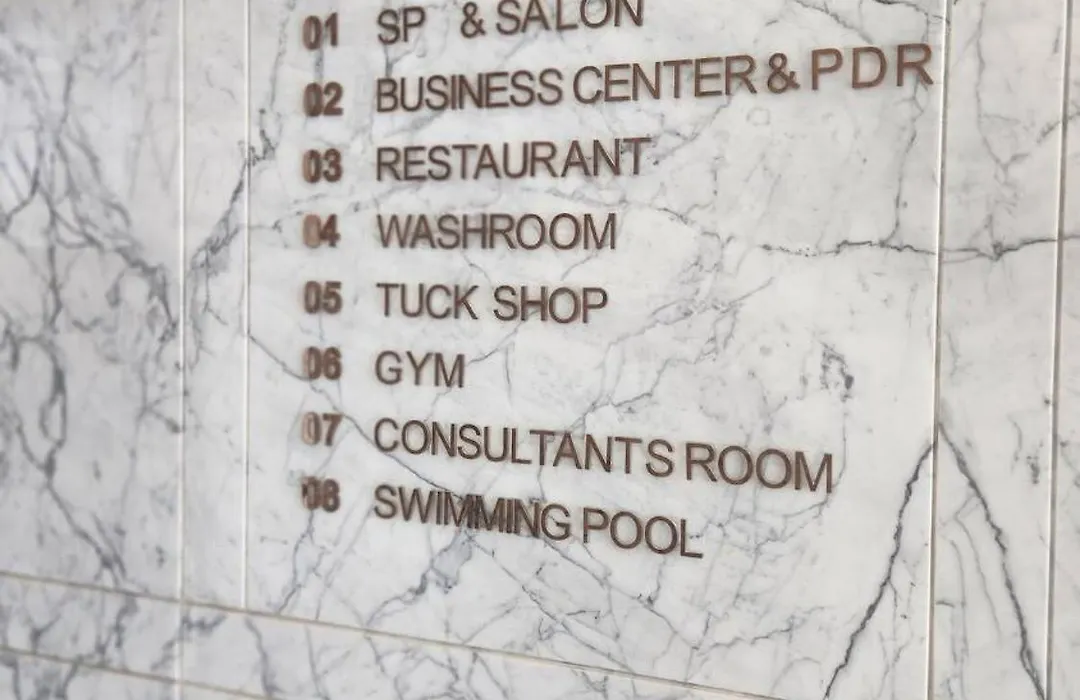 01 SP & SALON
02 BUSINESS CENTER & PDR
03 RESTAURANT
04 WASHROOM
05 TUCK SHOP
06 GYM
07 CONSULTANTS ROOM
08 SWIMMING POOL